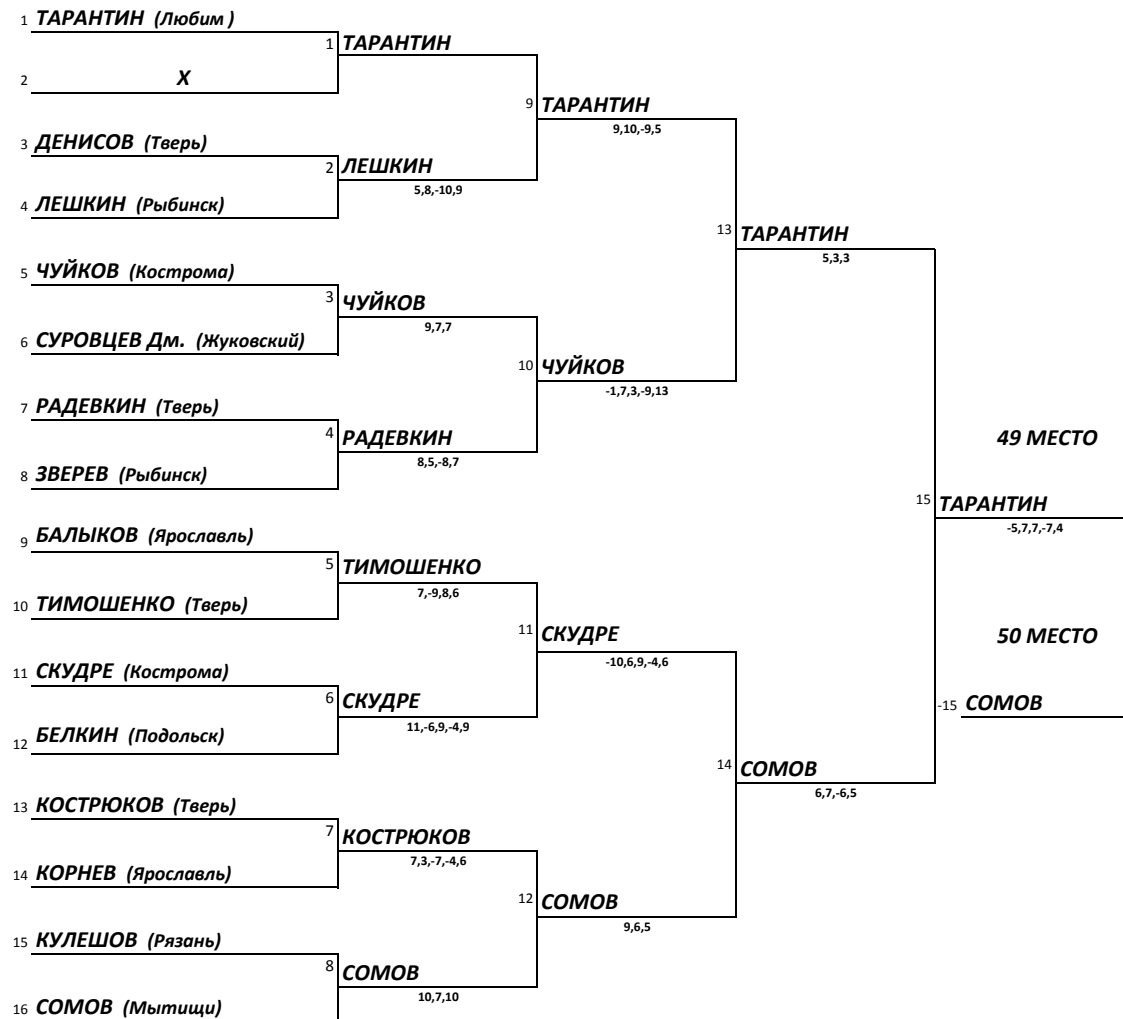 1 ТАРАНТИН (Любим )
1 ТАРАНТИН
2 Х
9 ТАРАНТИН
9,10,-9,5
3 ДЕНИСОВ (Тверь)
2 ЛЕШКИН
5,8,-10,9
4 ЛЕШКИН (Рыбинск)
13 ТАРАНТИН
5,3,3
5 ЧУЙКОВ (Кострома)
3 ЧУЙКОВ
9,7,7
6 СУРОВЦЕВ Дм. (Жуковский)
10 ЧУЙКОВ
-1,7,3,-9,13
7 РАДЕВКИН (Тверь)
4 РАДЕВКИН
8,5,-8,7
8 ЗВЕРЕВ (Рыбинск)
49 МЕСТО
15 ТАРАНТИН
-5,7,7,-7,4
9 БАЛЫКОВ (Ярославль)
5 ТИМОШЕНКО
7,-9,8,6
10 ТИМОШЕНКО (Тверь)
11 СКУДРЕ
-10,6,9,-4,6
50 МЕСТО
11 СКУДРЕ (Кострома)
6 СКУДРЕ
11,-6,9,-4,9
-15 СОМОВ
12 БЕЛКИН (Подольск)
14 СОМОВ
6,7,-6,5
13 КОСТРЮКОВ (Тверь)
7 КОСТРЮКОВ
7,3,-7,-4,6
14 КОРНЕВ (Ярославль)
12 СОМОВ
9,6,5
15 КУЛЕШОВ (Рязань)
8 СОМОВ
10,7,10
16 СОМОВ (Мытищи)